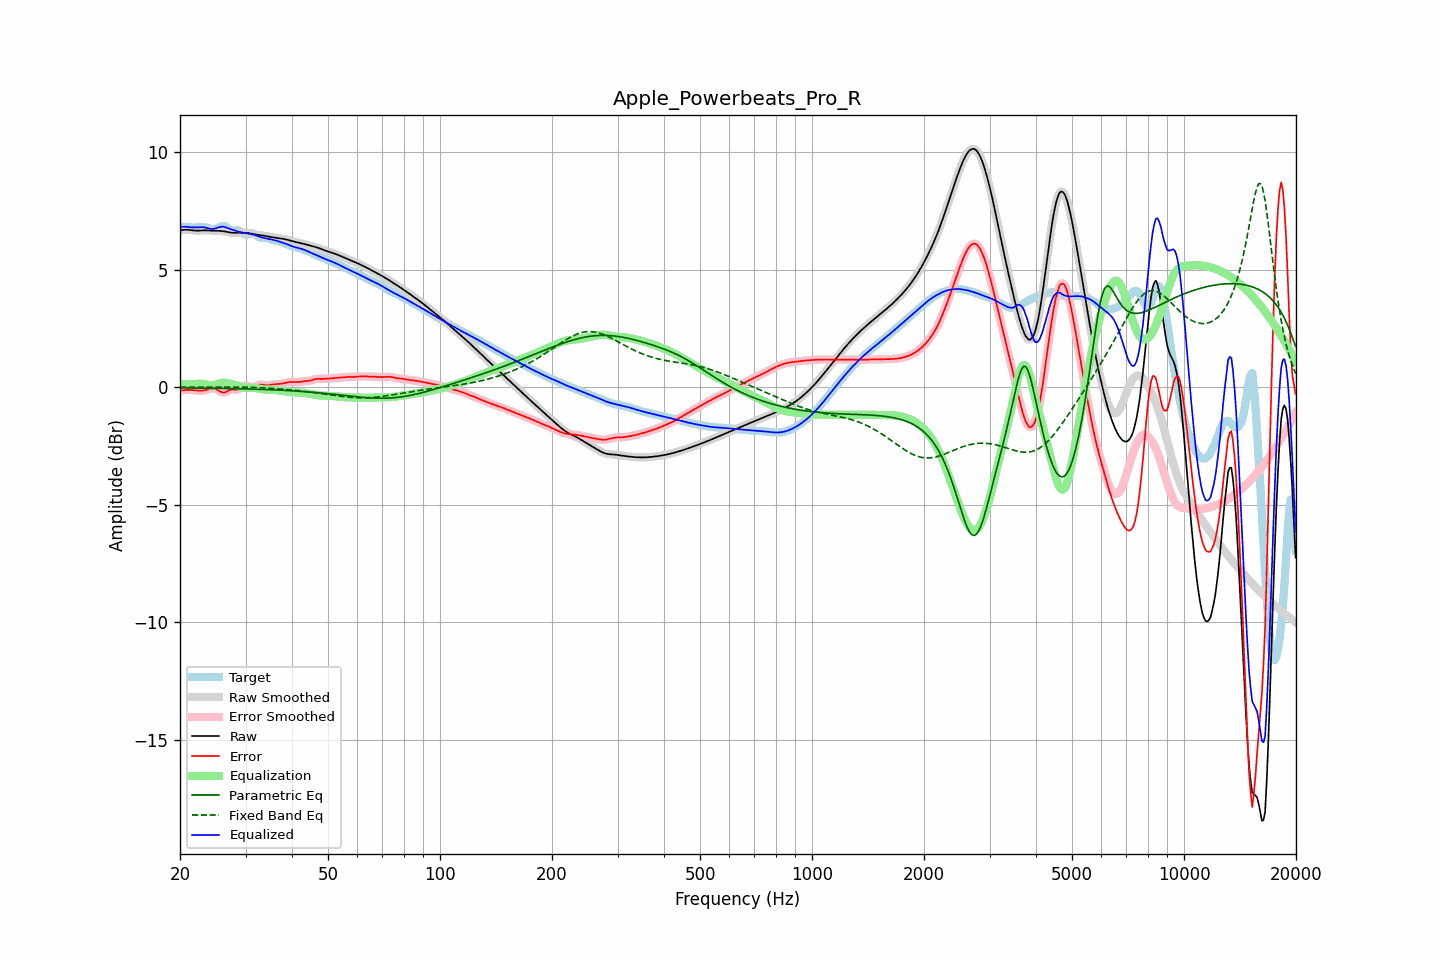 Apple_Powerbeats_Pro_R
10
5
0
−5
−10
−15
Amplitude (dBr)
Target
Raw Smoothed
Error Smoothed
Raw
Error
Equalization
Parametric Eq
Fixed Band Eq
Equalized
20 50 100 200 500 1000 2000 5000 10000 20000
Frequency (Hz)